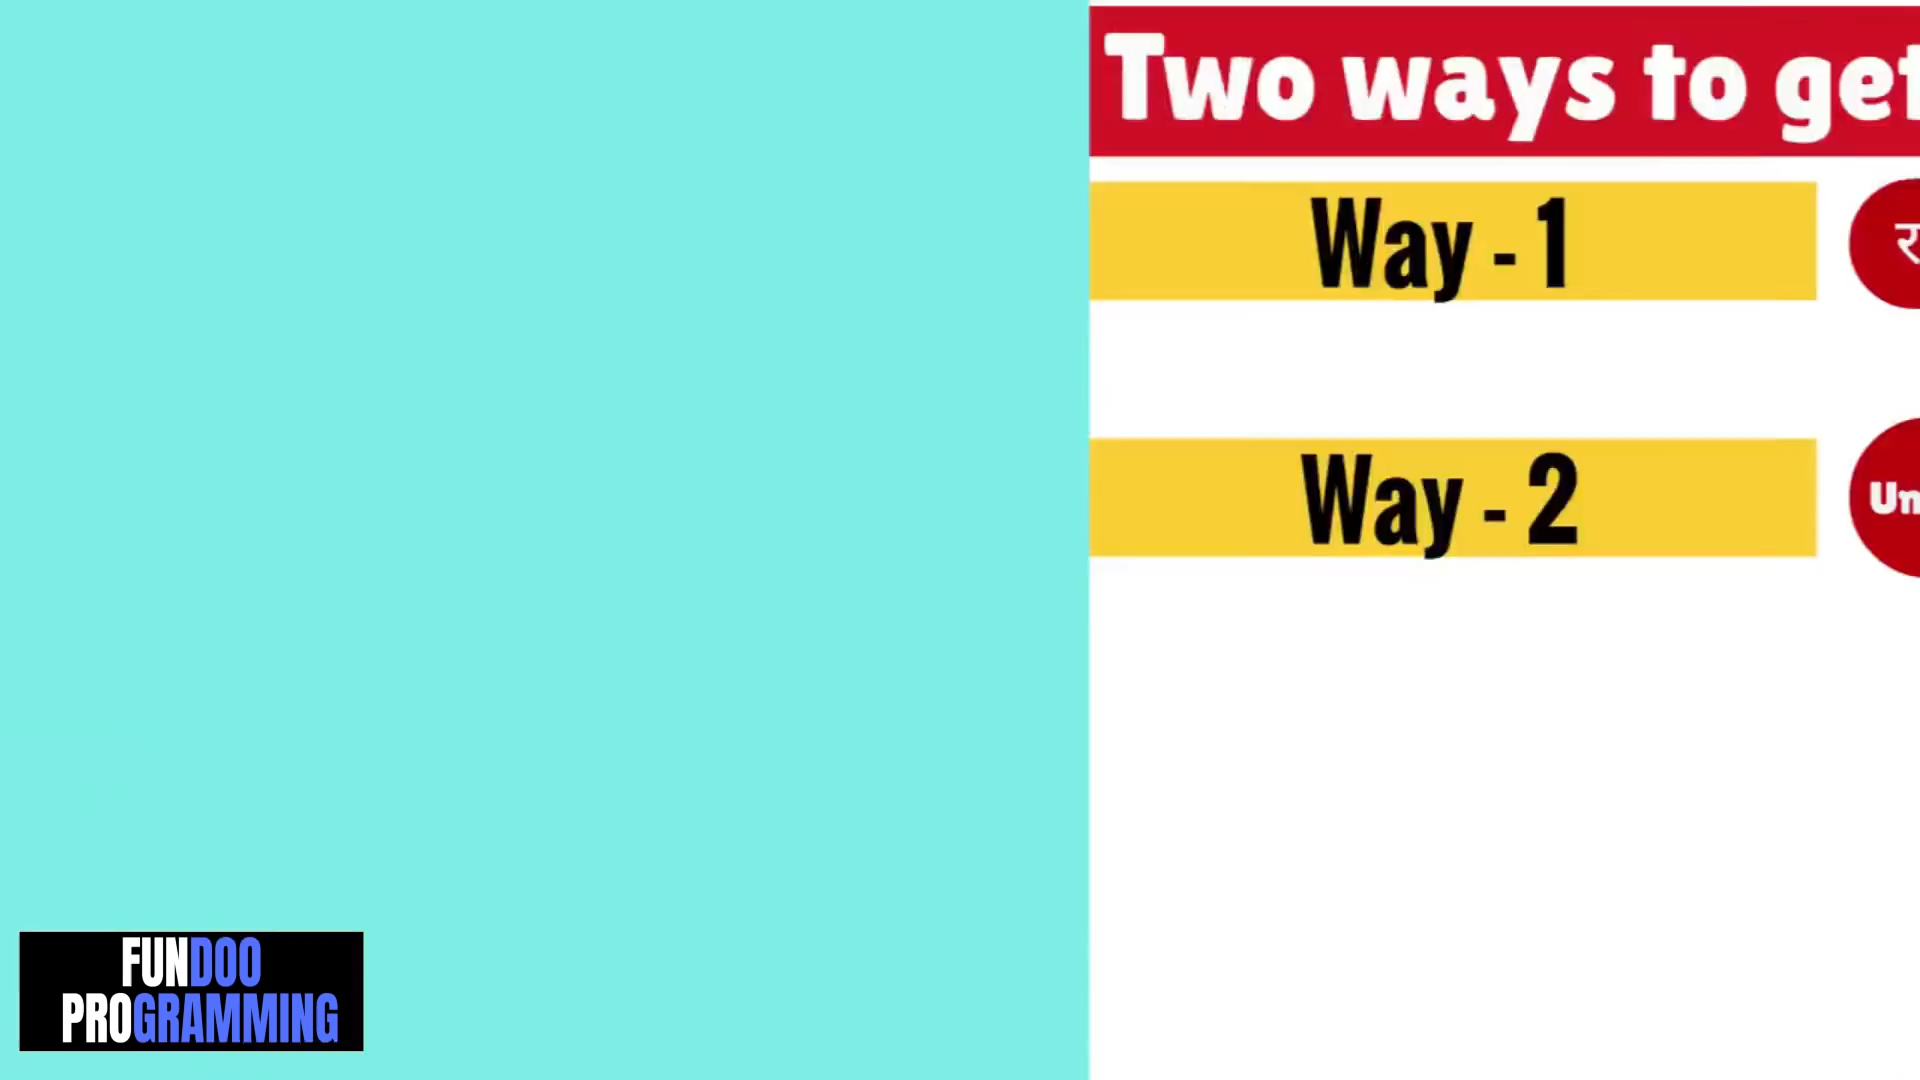 Two ways to get
Way - 1
Way - 2
FUNDOO
PROGRAMMING